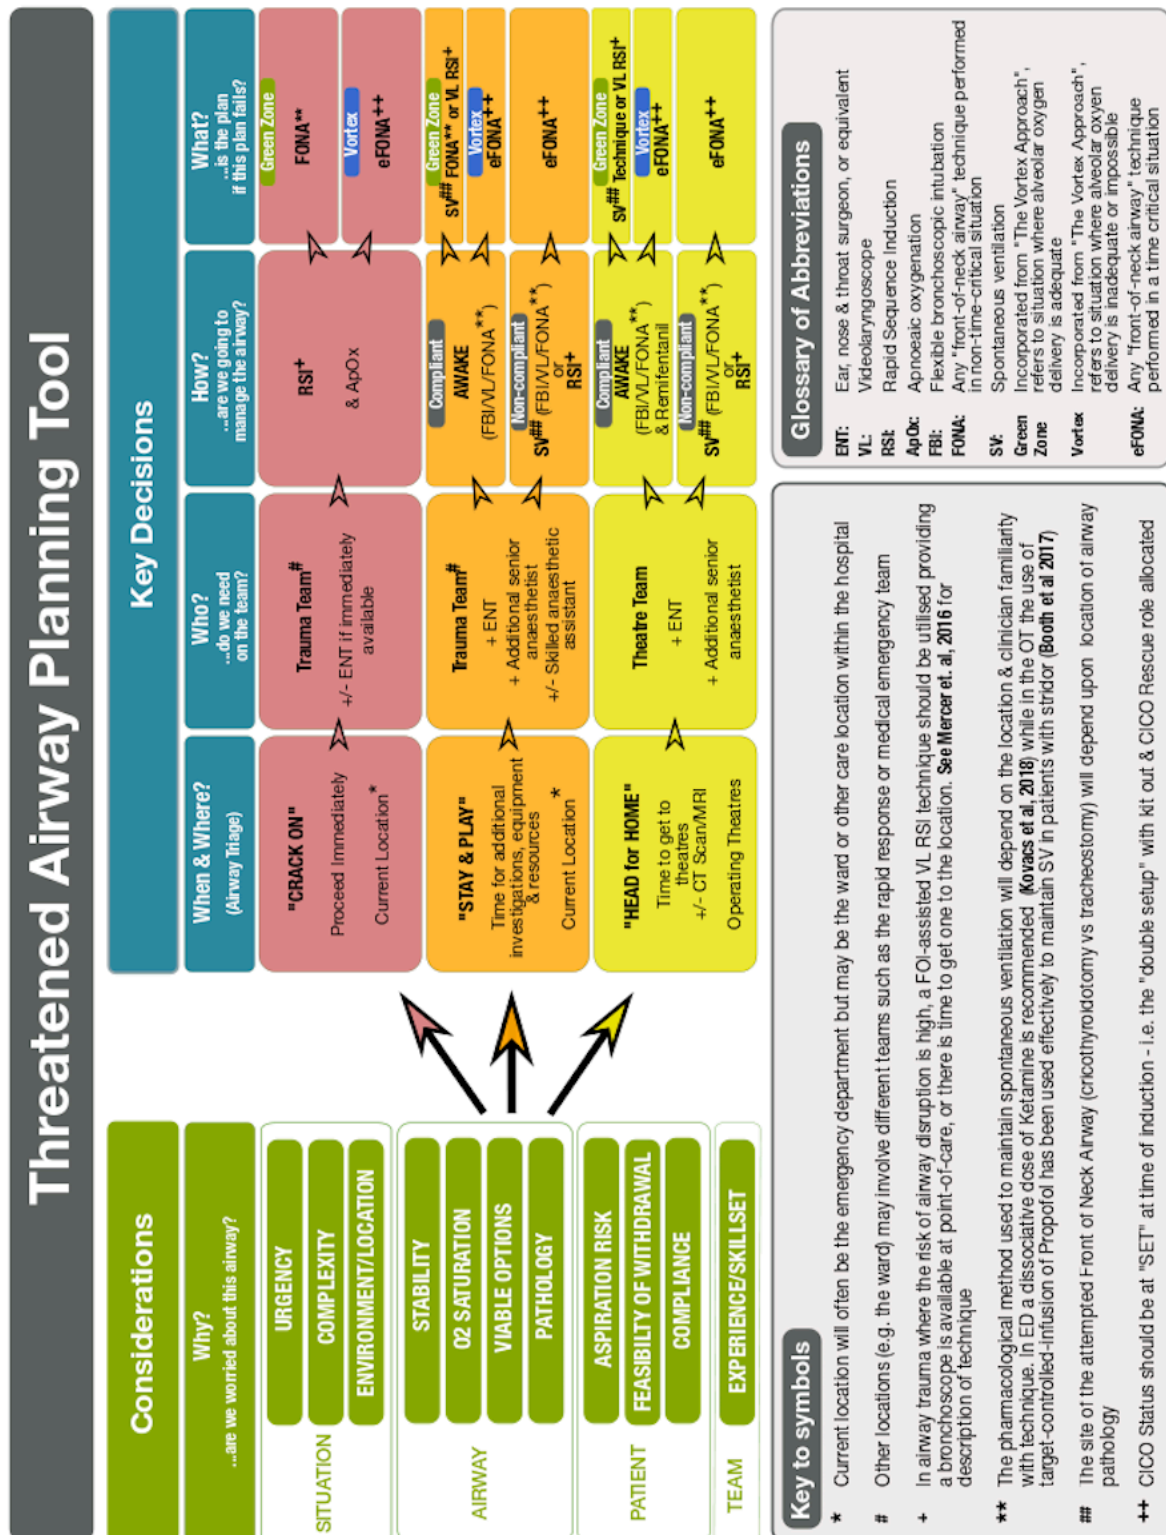 Threatened Airway Planning Tool
Considerations
Why?
...are we worried about this airway?
SITUATION
URGENCY
COMPLEXITY
ENVIRONMENT/LOCATION
AIRWAY
STABILITY
O2 SATURATION
VIABLE OPTIONS
PATHOLOGY
PATIENT
ASPIRATION RISK
FEASIBILTY OF WITHDRAWAL
COMPLIANCE
TEAM
EXPERIENCE/SKILLSET
Key Decisions
When & Where?
(Airway Triage)
Who?
...do we need
on the team?
How?
...are we going to
manage the airway?
What?
...is the plan
if this plan fails?
"CRACK ON"
Proceed Immediately
Current Location*
Trauma Team#
+/- ENT if immediately
available
RSI+
& ApOx
Green Zone
FONA**
Vortex
eFONA++
"STAY & PLAY"
Time for additional
investigations, equipment
& resources
Current Location*
Trauma Team#
+ ENT
+ Additional senior
anaesthetist
+/- Skilled anaesthetic
assistant
Compliant
AWAKE
(FBI/VL/FONA**)
Non-compliant
SV## (FBI/VL/FONA**)
or
RSI+
Green Zone
SV## FONA** or VL RSI+
Vortex
eFONA++
eFONA++
"HEAD for HOME"
Time to get to
theatres
+/- CT Scan/MRI
Operating Theatres
Theatre Team
+ ENT
+ Additional senior
anaesthetist
Compliant
AWAKE
(FBI/VL/FONA**)
& Remifentanil
Non-compliant
SV## (FBI/VL/FONA**)
or
RSI+
Green Zone
SV## Technique or VL RSI+
Vortex
eFONA++
eFONA++
Key to symbols
* Current location will often be the emergency department but may be the ward or other care location within the hospital
# Other locations (e.g. the ward) may involve different teams such as the rapid response or medical emergency team
+ In airway trauma where the risk of airway disruption is high, a FOI-assisted VL RSI technique should be utilised providing
a bronchoscope is available at point-of-care, or there is time to get one to the location. See Mercer et. al, 2016 for
description of technique
** The pharmacological method used to maintain spontaneous ventilation will depend on the location & clinician familiarity
with technique. In ED a dissociative dose of Ketamine is recommended (Kovacs et al, 2018) while in the OT the use of
target-controlled-infusion of Propofol has been used effectively to maintain SV in patients with stridor (Booth et al 2017)
## The site of the attempted Front of Neck Airway (cricothyroidotomy vs tracheostomy) will depend upon location of airway
pathology
++ CICO Status should be at "SET" at time of induction - i.e. the "double setup" with kit out & CICO Rescue role allocated
Glossary of Abbreviations
ENT: Ear, nose & throat surgeon, or equivalent
VL: Videolaryngoscope
RSI: Rapid Sequence Induction
ApOx: Apnoeaic oxygenation
FBI: Flexible bronchoscopic intubation
FONA: Any "front-of-neck airway" technique performed
in non-time-critical situation
SV: Spontaneous ventilation
Green Incorporated from "The Vortex Approach",
Zone refers to situation where alveolar oxygen
delivery is adequate
Vortex Incorporated from "The Vortex Approach",
refers to situation where alveolar oxyen
delivery is inadequate or impossible
eFONA: Any "front-of-neck airway" technique
performed in a time critical situation